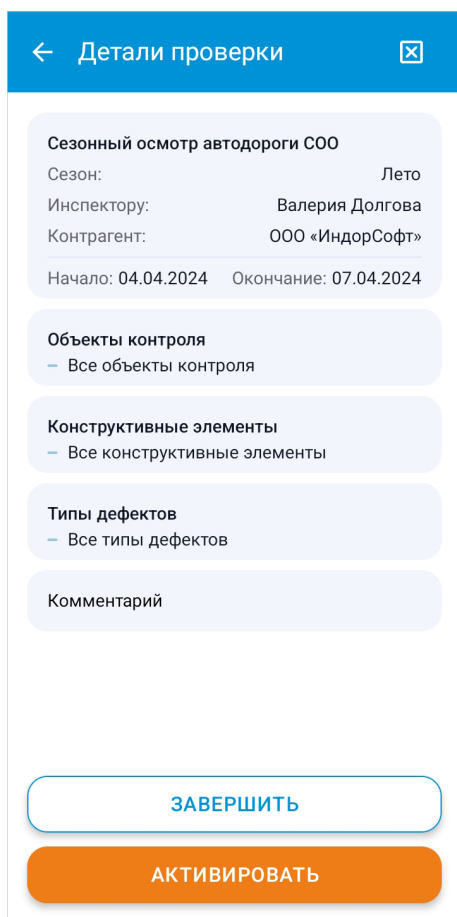 Детали проверки
Сезонный осмотр автодороги СОО
Сезон: Лето
Инспектору: Валерия Долгова
Контрагент: ООО «ИндорСофт»
Начало: 04.04.2024 Окончание: 07.04.2024
Объекты контроля
– Все объекты контроля
Конструктивные элементы
– Все конструктивные элементы
Типы дефектов
– Все типы дефектов
Комментарий
ЗАВЕРШИТЬ
АКТИВИРОВАТЬ